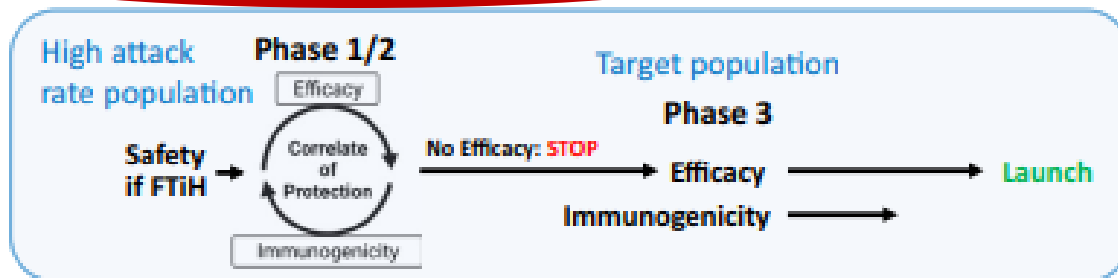 High attack
rate population
Phase 1/2
Efficacy
Correlate
of
Protection
Immunogenicity
Safety
if FTiH
No Efficacy: STOP
Target population
Phase 3
Efficacy
Immunogenicity
Launch